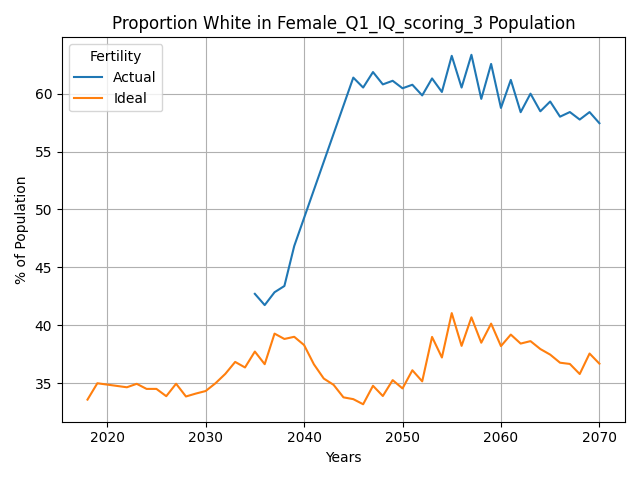 Proportion White in Female_Q1_IQ_scoring_3 Population
Fertility
Actual
Ideal
% of Population
60
55
50
45
40
35
2020 2030 2040 2050 2060 2070
Years